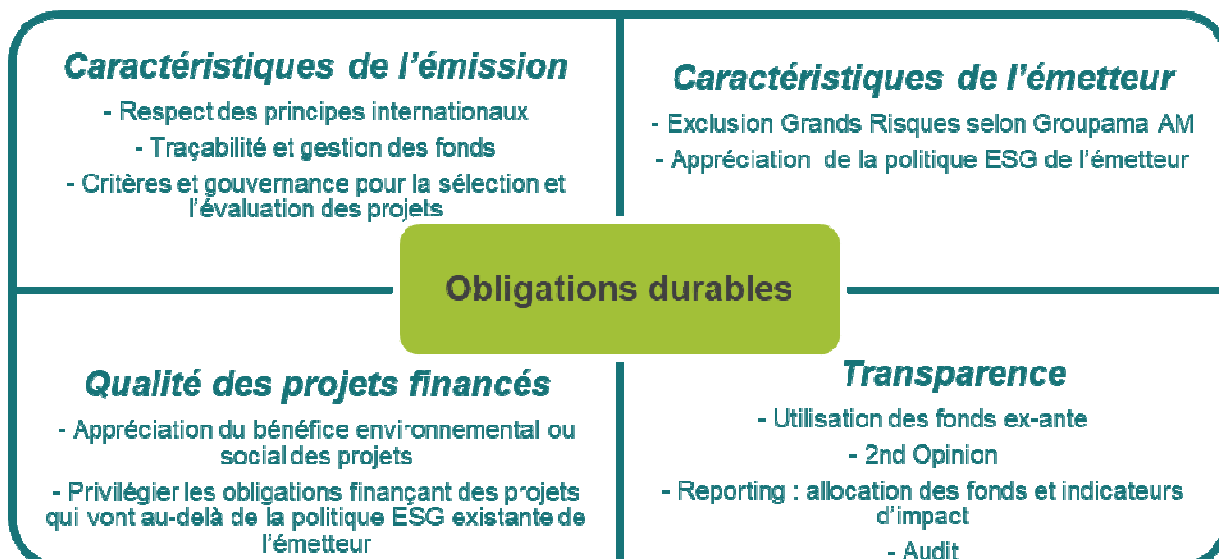 Caractéristiques de l'émission
- Respect des principes internationaux
- Traçabilité et gestion des fonds
- Critères et gouvernance pour la sélection et
l'évaluation des projets
Caractéristiques de l'émetteur
- Exclusion Grands Risques selon Groupama AM
- Appréciation de la politique ESG de l'émetteur
Obligations durables
Qualité des projets financés
- Appréciation du bénéfice environnemental ou
social des projets
- Privilégier les obligations finançant des projets
qui vont au-delà de la politique ESG existante de
l'émetteur
Transparence
- Utilisation des fonds ex-ante
- 2nd Opinion
- Reporting : allocation des fonds et indicateurs
d'impact
- Audit